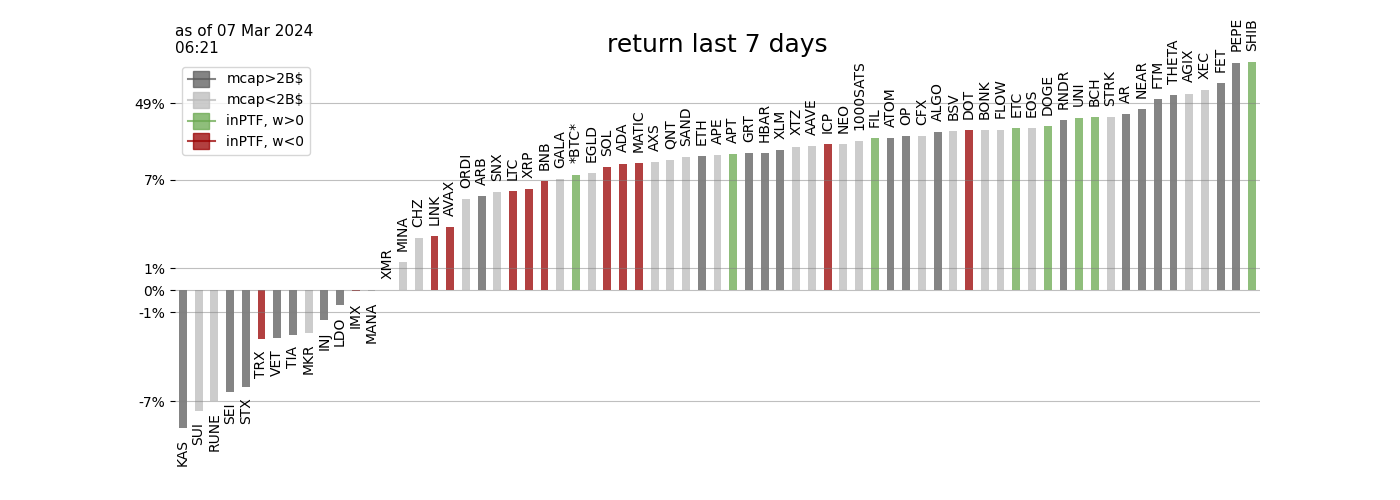 as of 07 Mar 2024
06:21
return last 7 days
mcap>2B$
mcap<2B$
inPTF, w>0
inPTF, w<0
49%
7%
1%
0%
-1%
-7%
KAS
SUI
RUNE
SEI
STX
TRX
VET
TIA
MKR
INJ
LDO
IMX
MANA
XMR
MINA
CHZ
LINK
AVAX
ORDI
ARB
SNX
LTC
XRP
BNB
GALA
*BTC*
EGLD
SOL
ADA
MATIC
AXS
QNT
SAND
ETH
APE
APT
GRT
HBAR
XLM
XTZ
AAVE
ICP
NEO
1000SATS
FIL
ATOM
OP
CFX
ALGO
BSV
DOT
BONK
FLOW
ETC
EOS
DOGE
RNDR
UNI
BCH
STRK
AR
NEAR
FTM
THETA
AGIX
XEC
FET
PEPE
SHIB